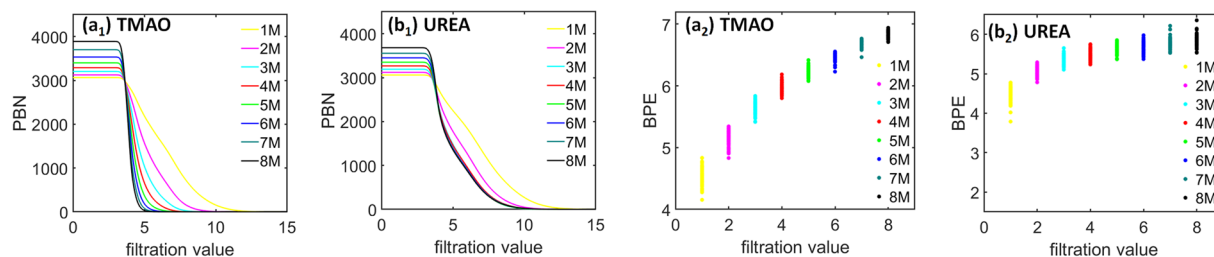 (a₁) TMAO
PBN
4000
3000
2000
1000
0
0 5 10 15
filtration value
1M
2M
3M
4M
5M
6M
7M
8M
(b₁) UREA
PBN
4000
3000
2000
1000
0
0 5 10 15
filtration value
1M
2M
3M
4M
5M
6M
7M
8M
(a₂) TMAO
BPE
7
6
5
4
0 2 4 6 8
filtration value
1M
2M
3M
4M
5M
6M
7M
8M
(b₂) UREA
BPE
6
5
4
3
2
0 2 4 6 8
filtration value
1M
2M
3M
4M
5M
6M
7M
8M